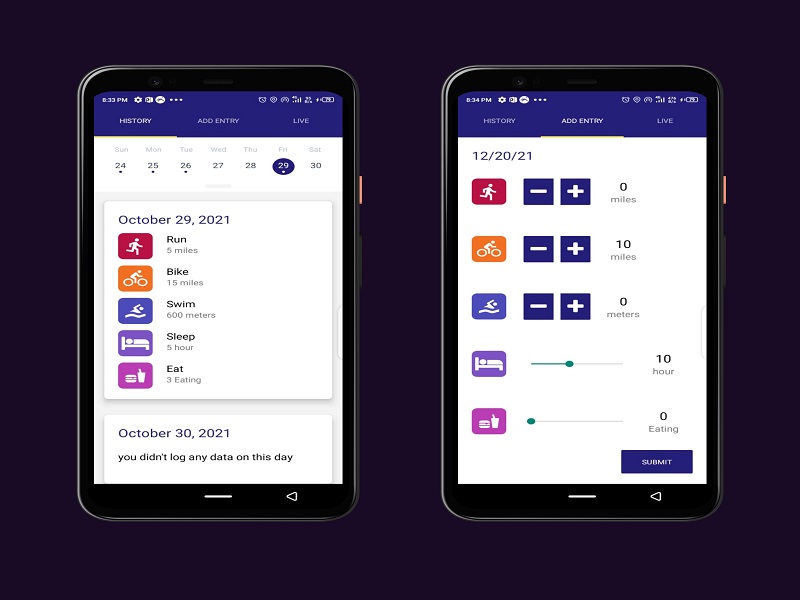 8:33 PM
HISTORY ADD ENTRY LIVE
Sun Mon Tue Wed Thu Fri Sat
24 25 26 27 28 29 30
October 29, 2021
Run
5 miles
Bike
15 miles
Swim
600 meters
Sleep
5 hour
Eat
3 Eating
October 30, 2021
you didn't log any data on this day
8:34 PM
HISTORY ADD ENTRY LIVE
12/20/21
0
miles
10
miles
0
meters
10
hour
0
Eating
SUBMIT